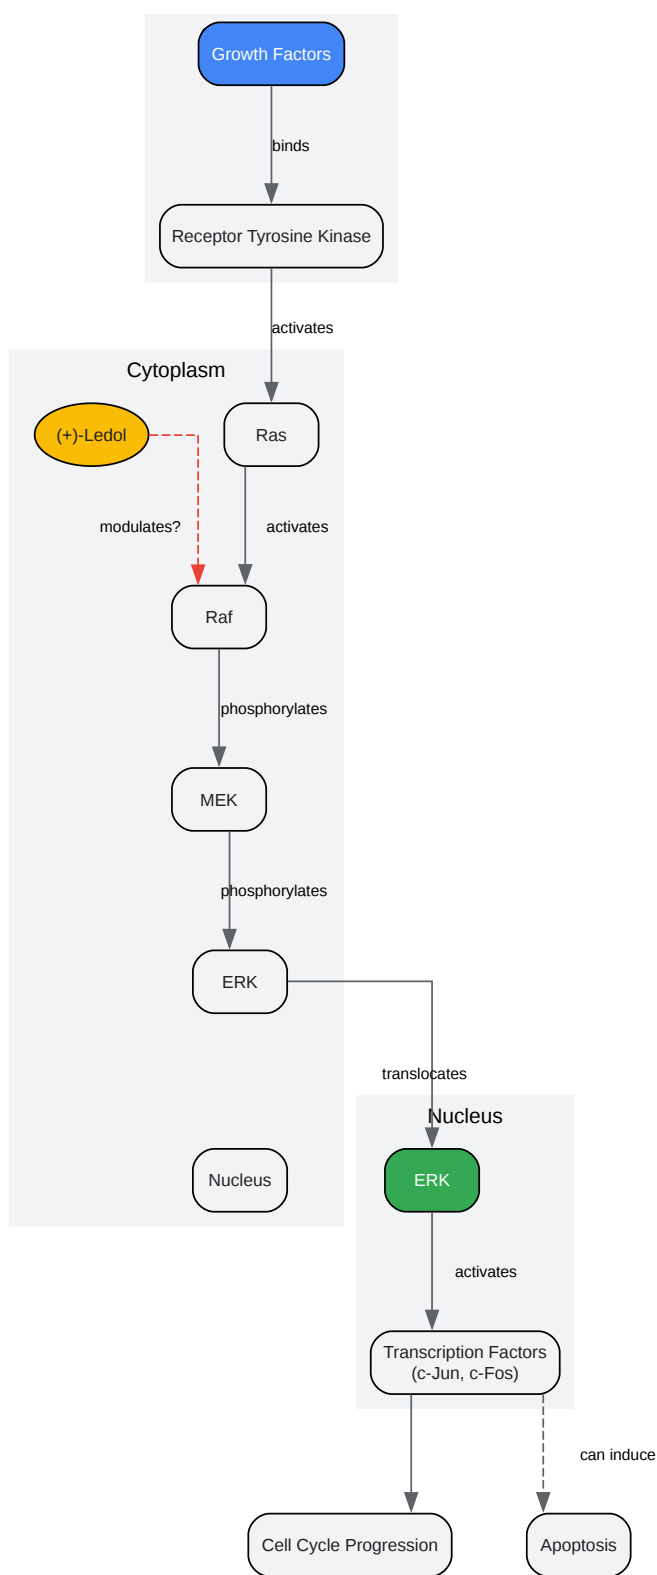 Growth Factors
binds
Receptor Tyrosine Kinase
activates
Cytoplasm
(+)-Ledol
Ras
modulates?
activates
Raf
phosphorylates
MEK
phosphorylates
ERK
translocates
Nucleus
Nucleus
ERK
activates
Transcription Factors
(c-Jun, c-Fos)
can induce
Cell Cycle Progression
Apoptosis